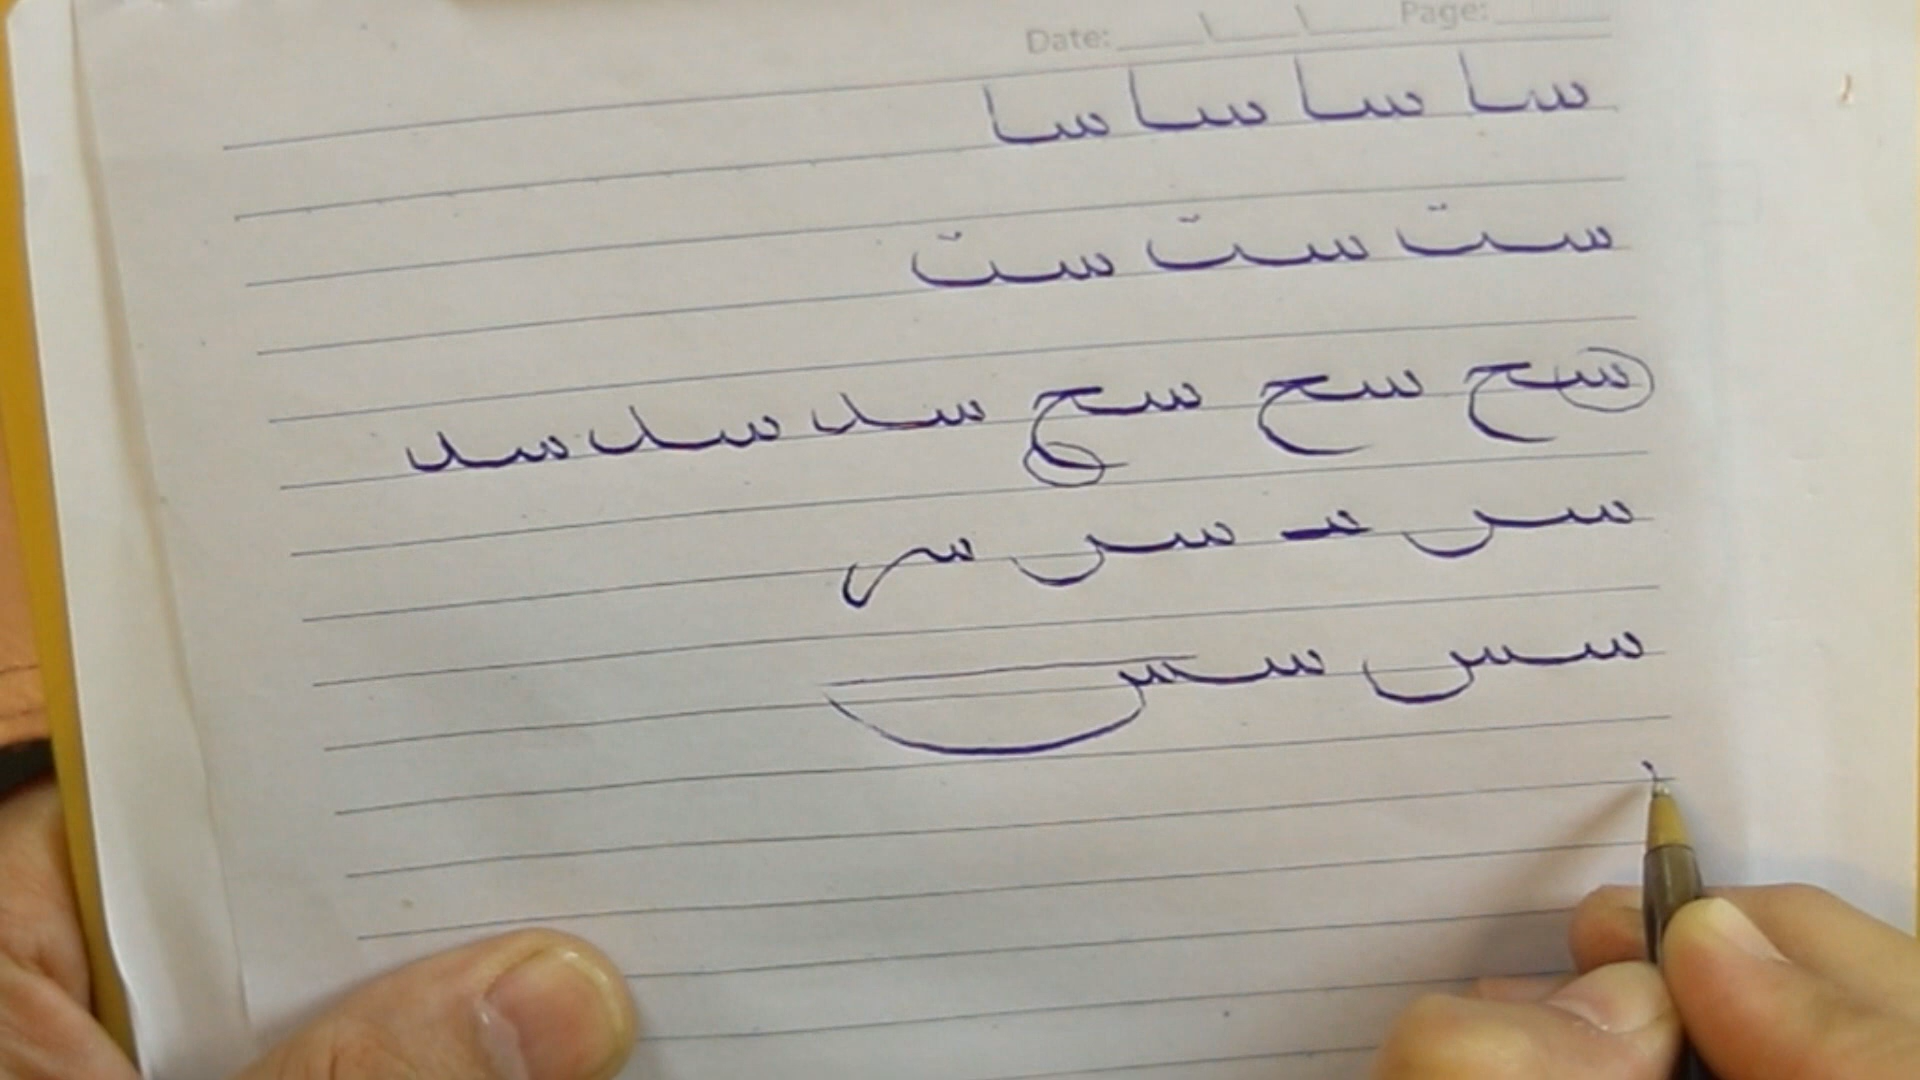 Date: Page:
سا سا سا سا
ست ست ست
سح سح سح سد سد سد
سر سر سر
سس سس